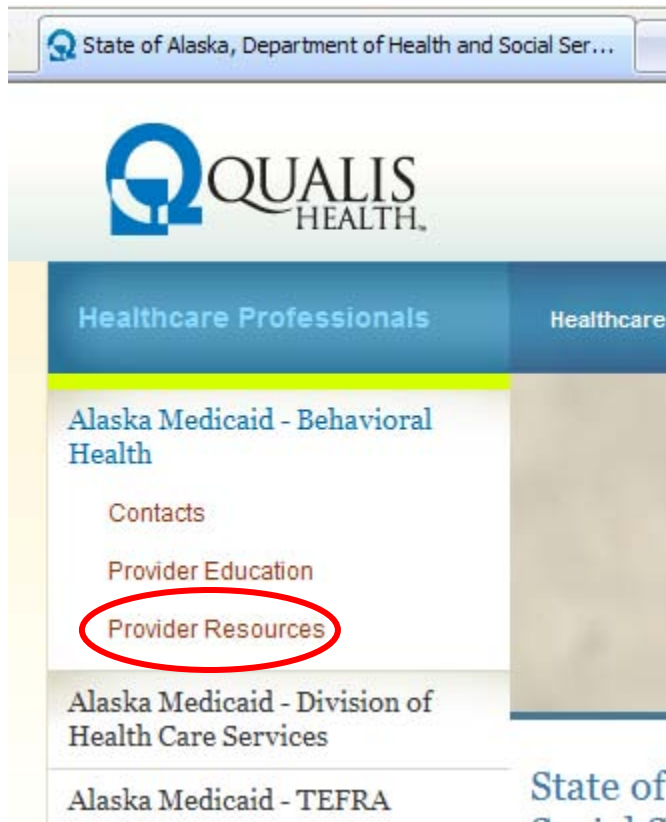 State of Alaska, Department of Health and Social Ser...
QUALIS
HEALTH™
Healthcare Professionals
Healthcare
Alaska Medicaid - Behavioral
Health
Contacts
Provider Education
Provider Resources
Alaska Medicaid - Division of
Health Care Services
Alaska Medicaid - TEFRA
State of